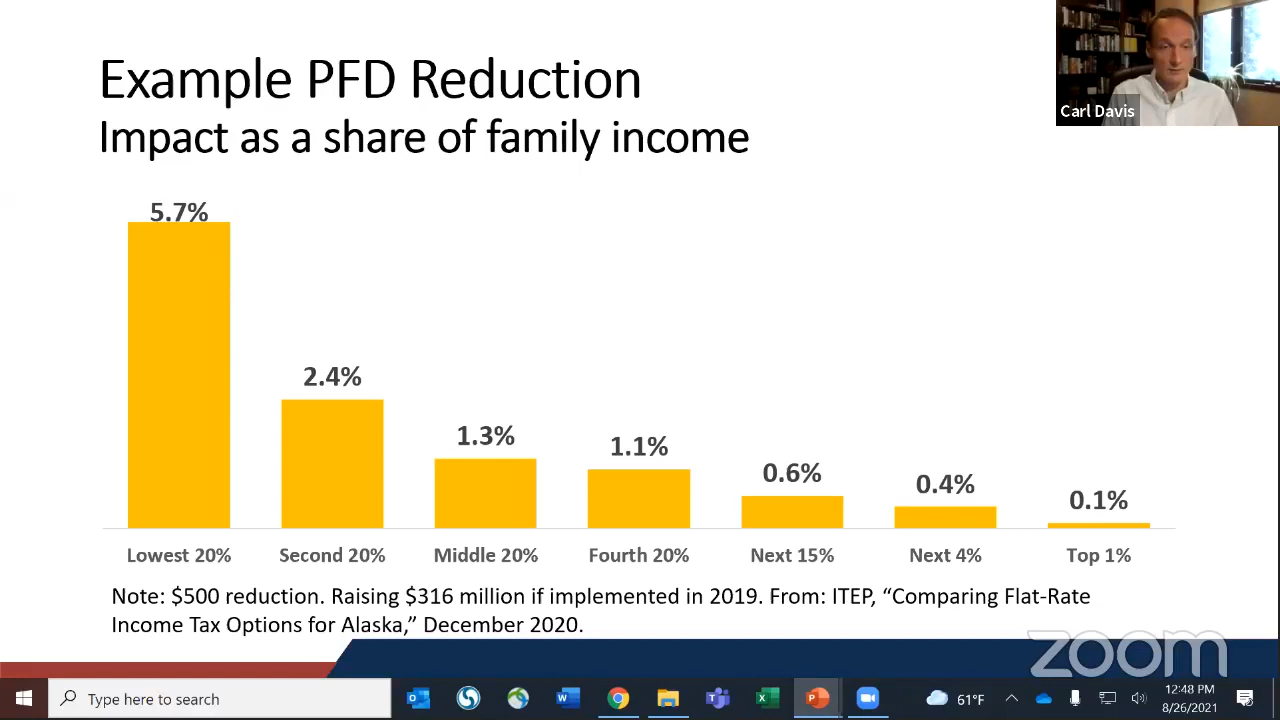 Example PFD Reduction
Impact as a share of family income
Carl Davis
5.7%
2.4%
1.3%
1.1%
0.6%
0.4%
0.1%
Lowest 20%
Second 20%
Middle 20%
Fourth 20%
Next 15%
Next 4%
Top 1%
Note: $500 reduction. Raising $316 million if implemented in 2019. From: ITEP, “Comparing Flat-Rate
Income Tax Options for Alaska,” December 2020.
zoom
Type here to search
61°F
12:48 PM
8/26/2021